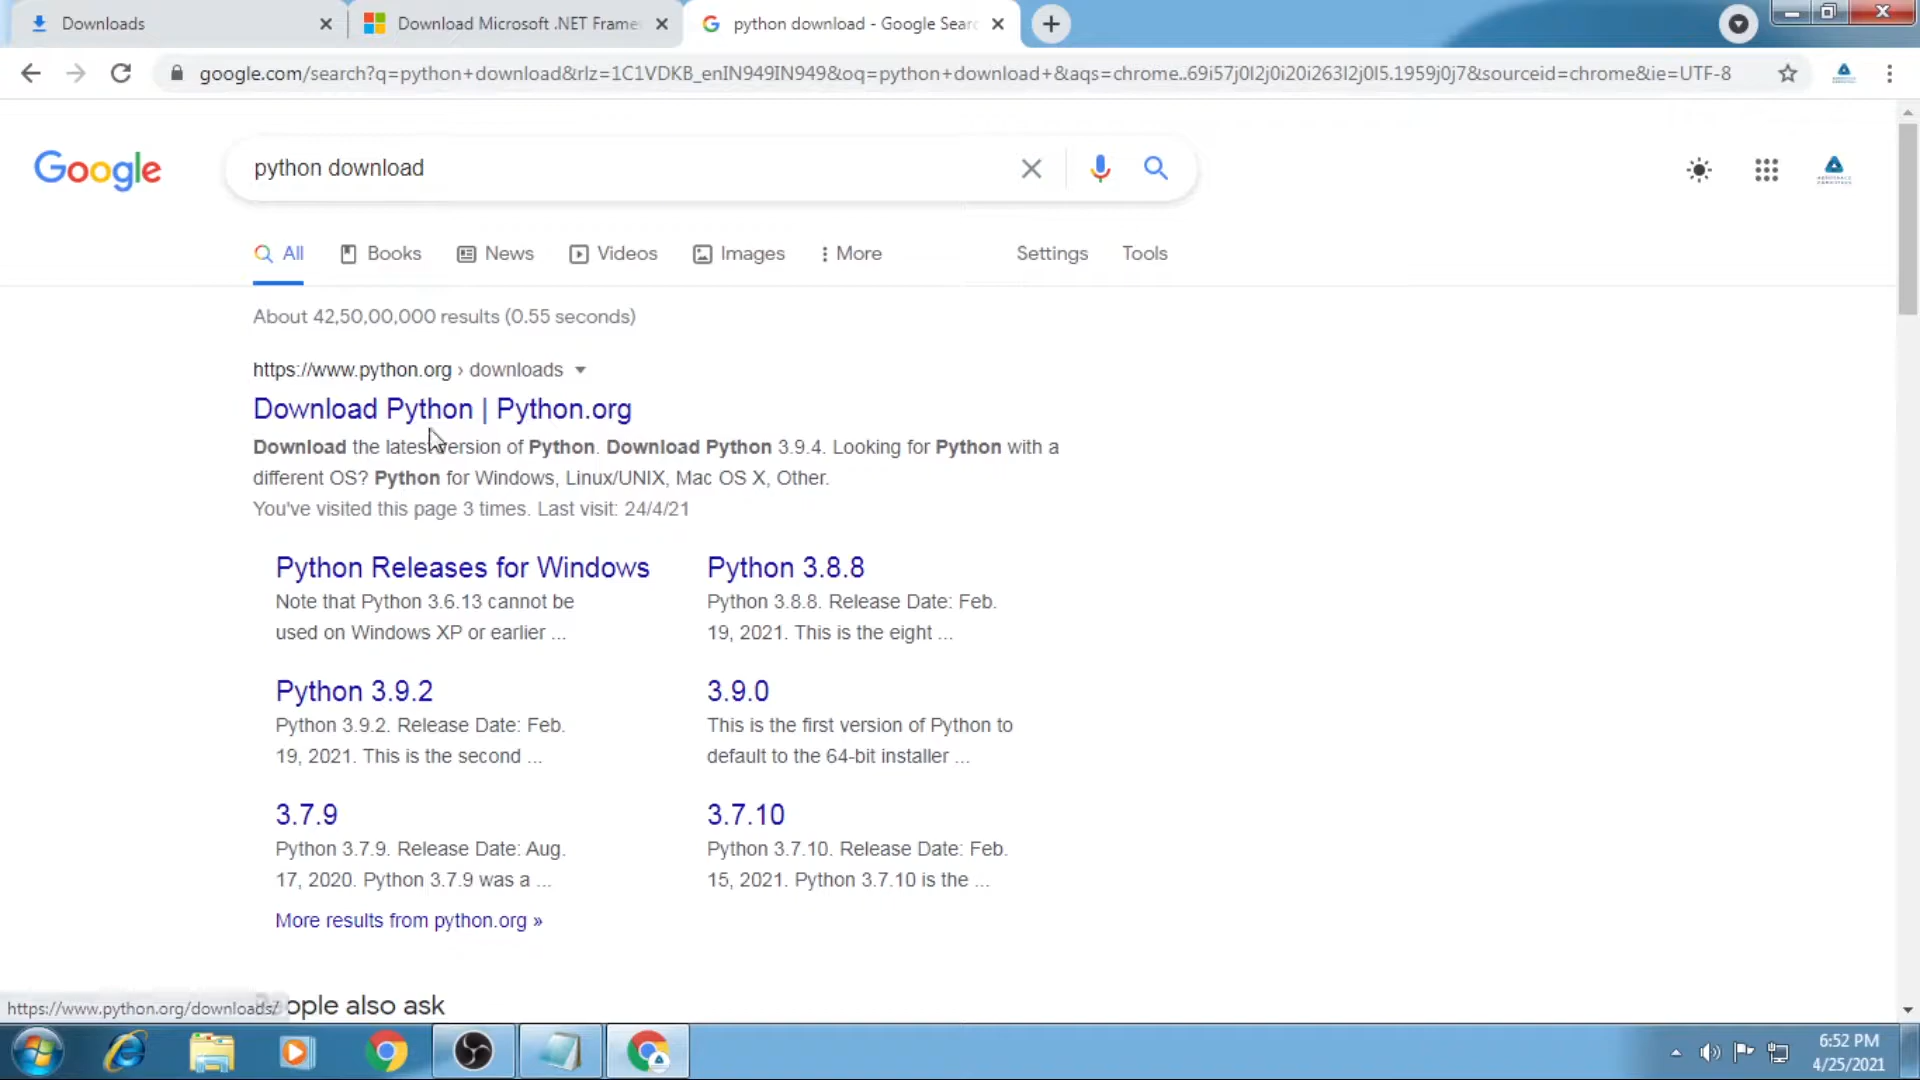 Downloads
Download Microsoft .NET Frame
python download - Google Searc
google.com/search?q=python+download&rlz=1C1VDKB_enIN949IN949&oq=python+download+&aqs=chrome..69i57j0l2j0i20i263l2j0l5.1959j0j7&sourceid=chrome&ie=UTF-8
Google
python download
All
Books
News
Videos
Images
More
Settings
Tools
About 42,50,00,000 results (0.55 seconds)
https://www.python.org › downloads
Download Python | Python.org
Download the latest version of Python. Download Python 3.9.4. Looking for Python with a
different OS? Python for Windows, Linux/UNIX, Mac OS X, Other.
You've visited this page 3 times. Last visit: 24/4/21
Python Releases for Windows
Note that Python 3.6.13 cannot be
used on Windows XP or earlier ...
Python 3.8.8
Python 3.8.8. Release Date: Feb.
19, 2021. This is the eight ...
Python 3.9.2
Python 3.9.2. Release Date: Feb.
19, 2021. This is the second ...
3.9.0
This is the first version of Python to
default to the 64-bit installer ...
3.7.9
Python 3.7.9. Release Date: Aug.
17, 2020. Python 3.7.9 was a ...
3.7.10
Python 3.7.10. Release Date: Feb.
15, 2021. Python 3.7.10 is the ...
More results from python.org »
ople also ask
https://www.python.org/downloads/
6:52 PM
4/25/2021